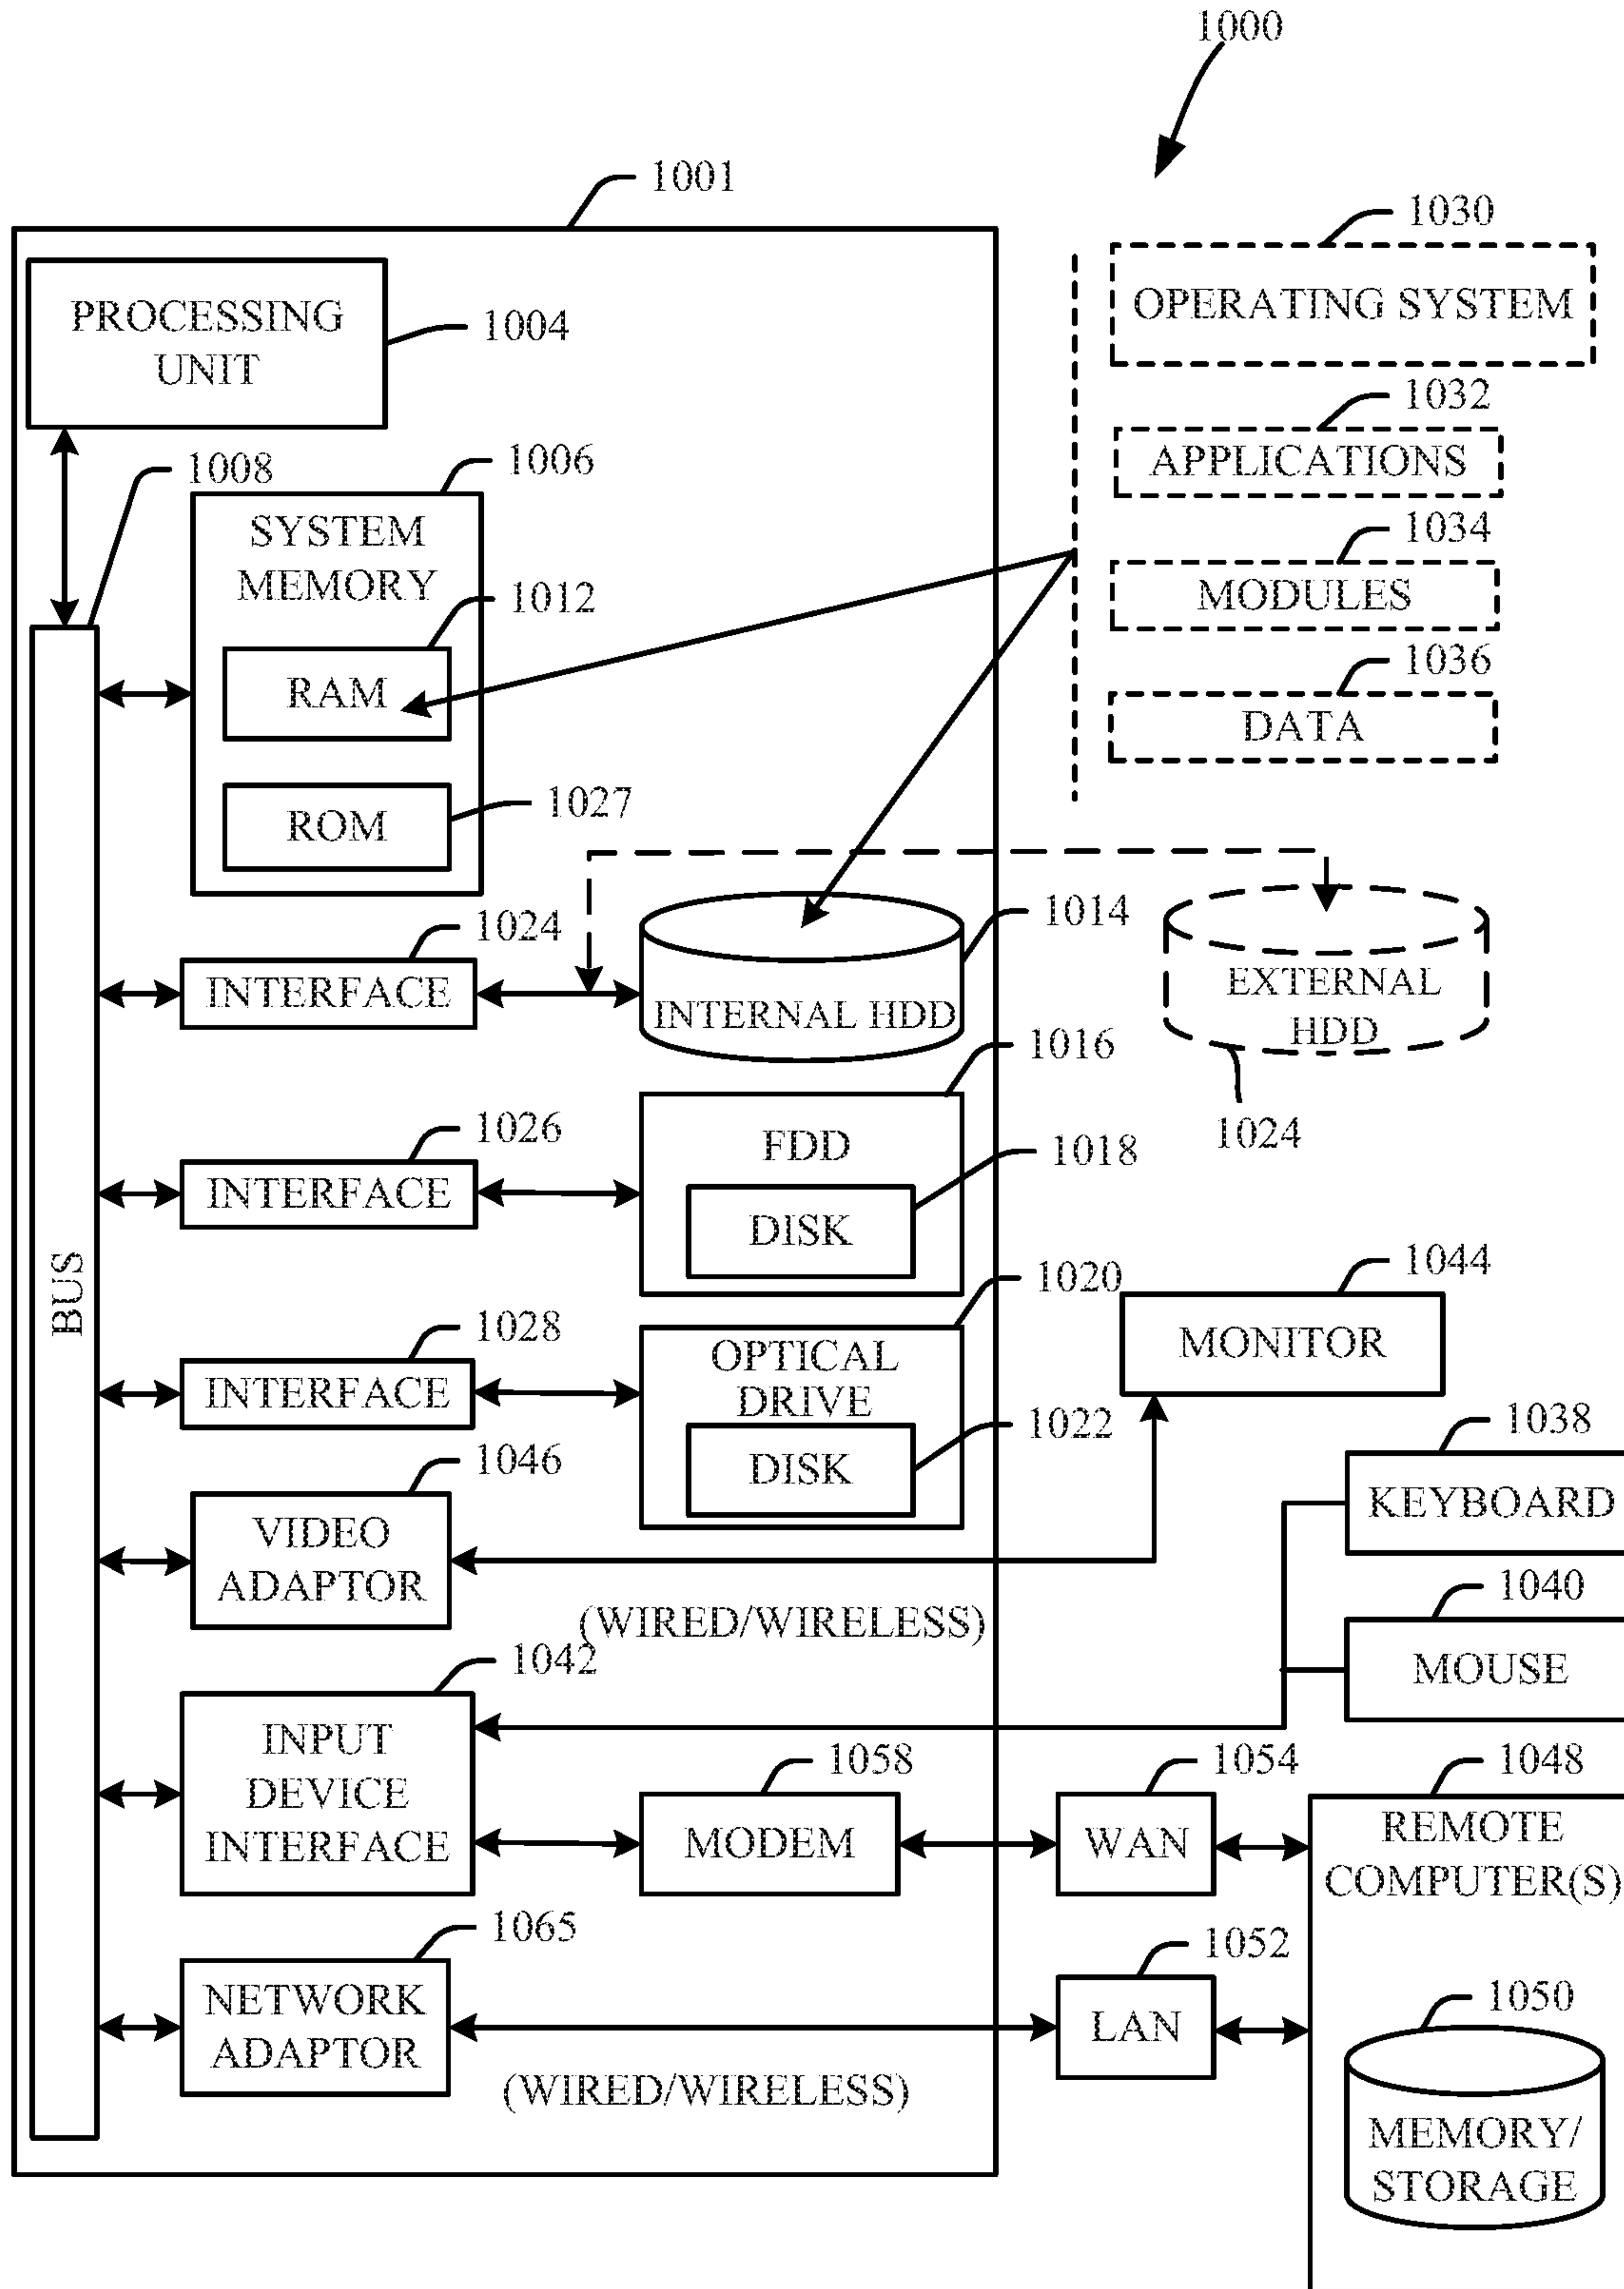 1000
1001
1030
PROCESSING
UNIT
1004
OPERATING SYSTEM
1032
APPLICATIONS
1008
1006
SYSTEM
MEMORY
1034
MODULES
1012
RAM
1036
DATA
1027
ROM
1024
INTERFACE
1014
INTERNAL HDD
EXTERNAL
HDD
1024
1016
FDD
1026
INTERFACE
1018
DISK
BUS
1020
1044
MONITOR
1028
INTERFACE
OPTICAL
DRIVE
1022
DISK
1038
KEYBOARD
1046
VIDEO
ADAPTOR
(WIRED/WIRELESS)
1040
MOUSE
1042
INPUT
DEVICE
INTERFACE
1058
MODEM
1054
WAN
1048
REMOTE
COMPUTER(S)
1065
NETWORK
ADAPTOR
(WIRED/WIRELESS)
1052
LAN
1050
MEMORY/
STORAGE